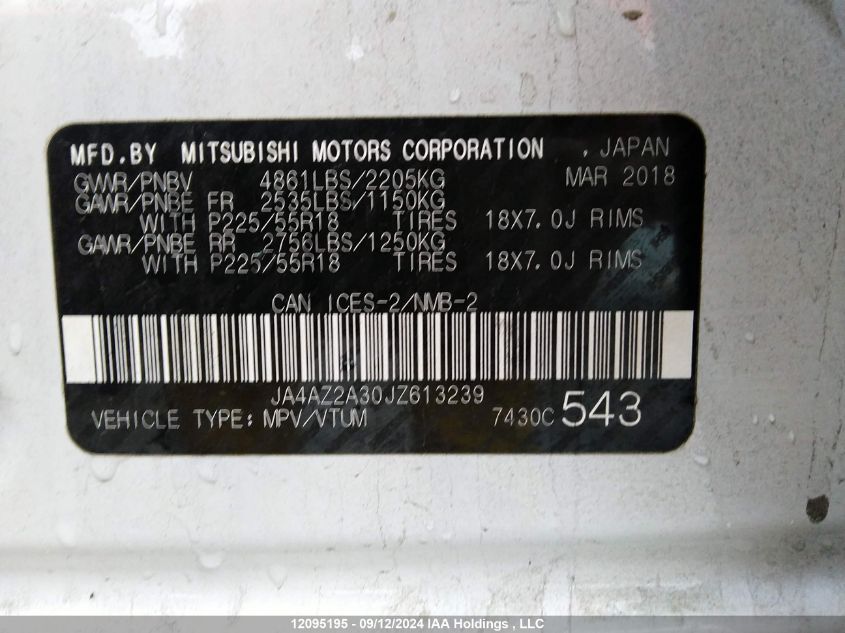 MFD.BY MITSUBISHI MOTORS CORPORATION , JAPAN
GVWR/PNBV 4861LBS/2205KG MAR 2018
GAWR/PNBE FR 2535LBS/1150KG
WITH P225/55R18 TIRES 18X7.0J RIMS
GAWR/PNBE RR 2756LBS/1250KG
WITH P225/55R18 TIRES 18X7.0J RIMS
CAN ICES-2/NMB-2
JA4AZ2A30JZ613239
VEHICLE TYPE: MPV/VTUM 7430C 543
12095195 - 09/12/2024 IAA Holdings, LLC